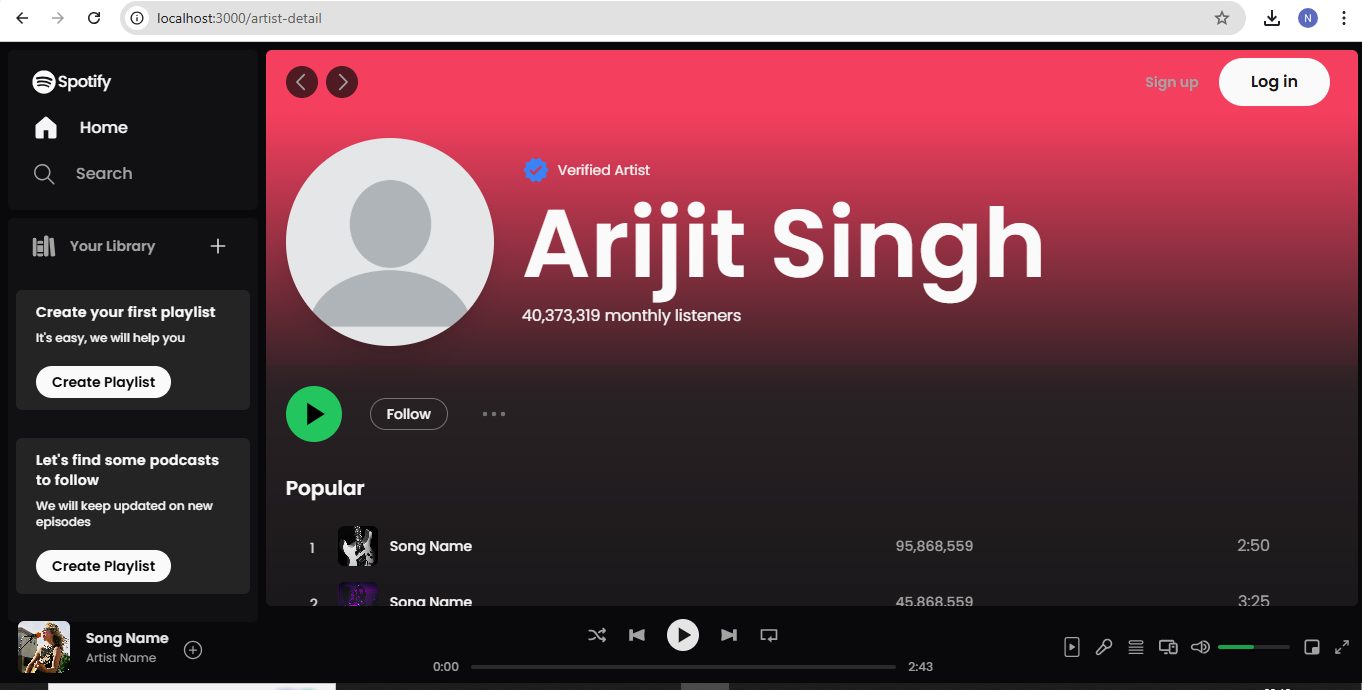 localhost:3000/artist-detail
N
Spotify
Home
Search
Your Library
Create your first playlist
It's easy, we will help you
Create Playlist
Let's find some podcasts
to follow
We will keep updated on new
episodes
Create Playlist
Sign up
Log in
Verified Artist
Arijit Singh
40,373,319 monthly listeners
Follow
Popular
1 Song Name 95,868,559 2:50
2 Song Name 45,868,559 3:25
Song Name
Artist Name
0:00
2:43